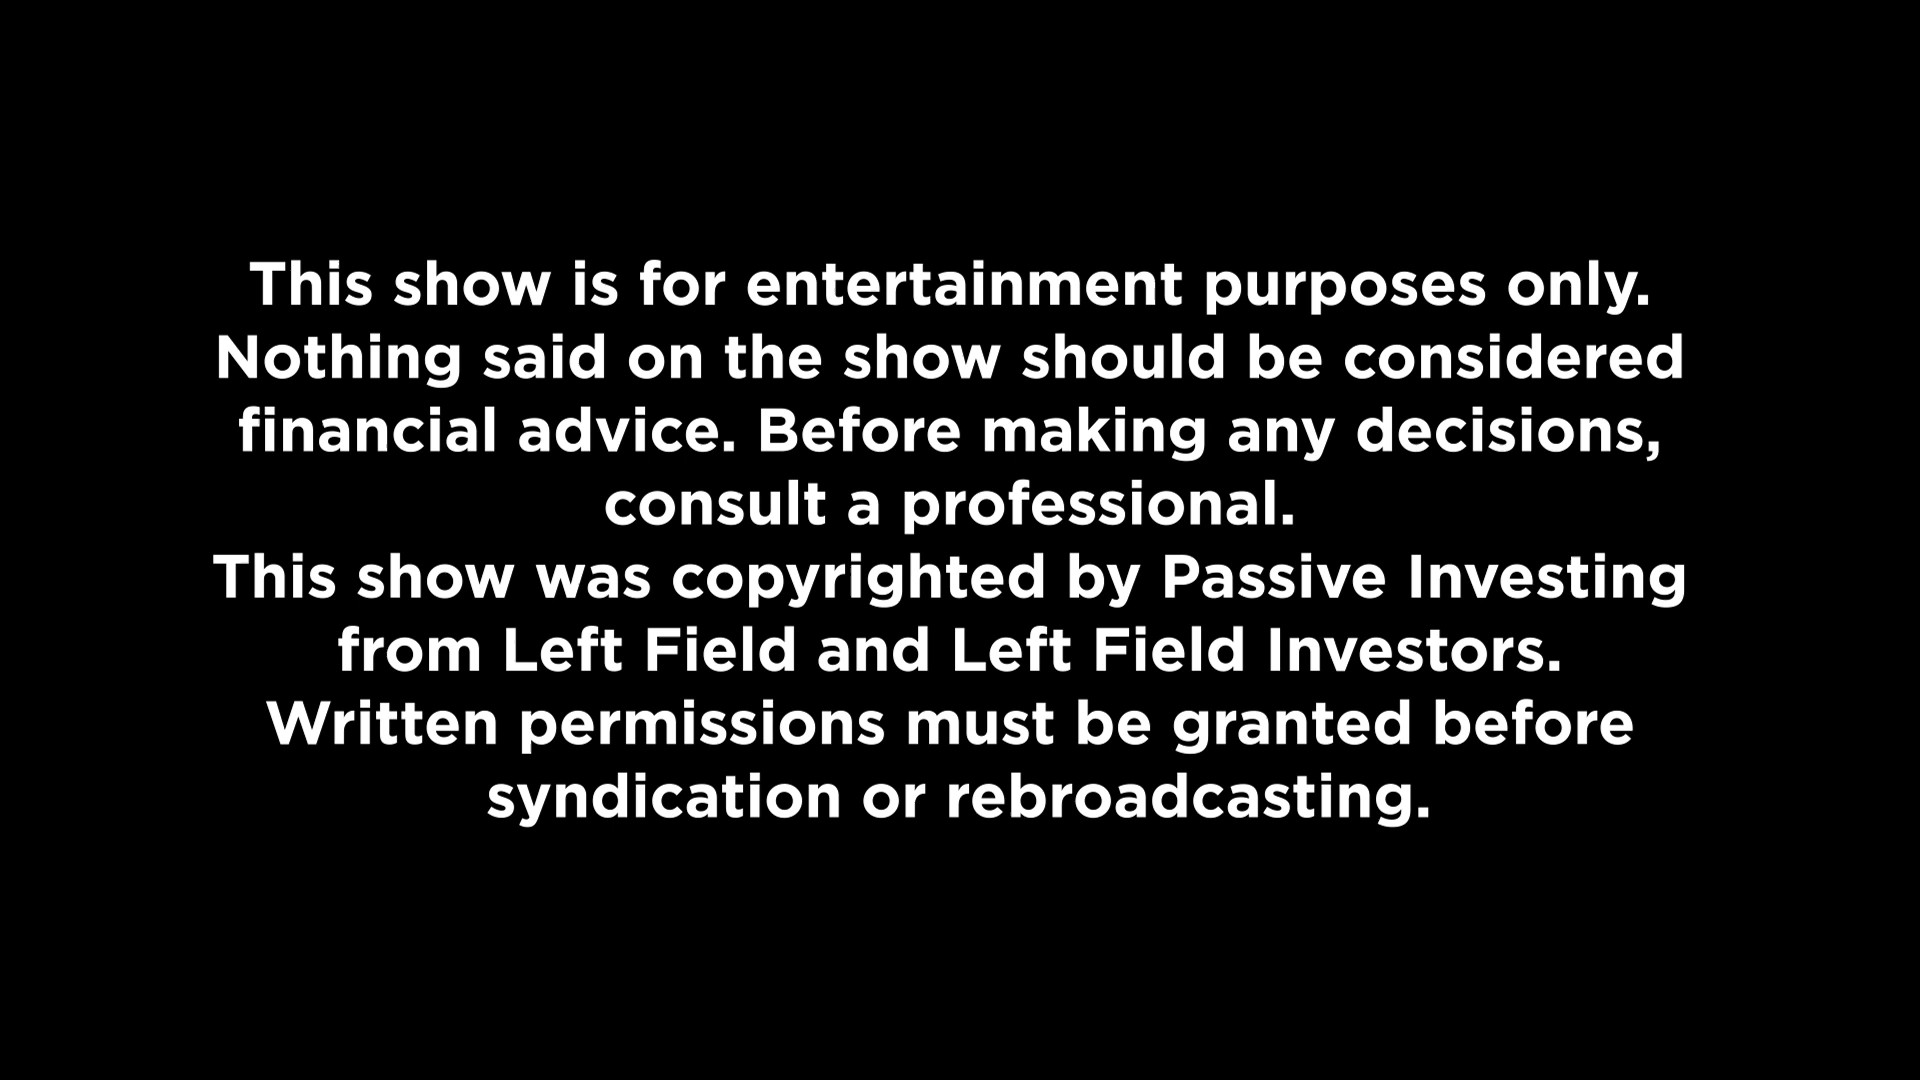 This show is for entertainment purposes only.
Nothing said on the show should be considered
financial advice. Before making any decisions,
consult a professional.
This show was copyrighted by Passive Investing
from Left Field and Left Field Investors.
Written permissions must be granted before
syndication or rebroadcasting.